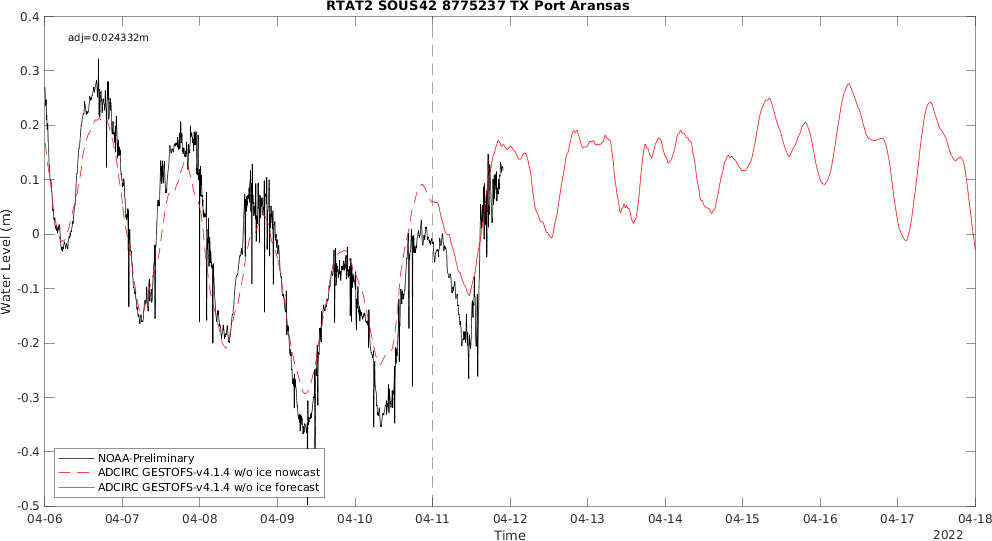 RTAT2 SOUS42 8775237 TX Port Aransas
adj=0.024332m
0.4
0.3
0.2
0.1
0
-0.1
-0.2
-0.3
-0.4
-0.5
Water Level (m)
NOAA-Preliminary
ADCIRC GESTOFS-v4.1.4 w/o ice nowcast
ADCIRC GESTOFS-v4.1.4 w/o ice forecast
04-06 04-07 04-08 04-09 04-10 04-11 04-12 04-13 04-14 04-15 04-16 04-17 04-18
Time
2022